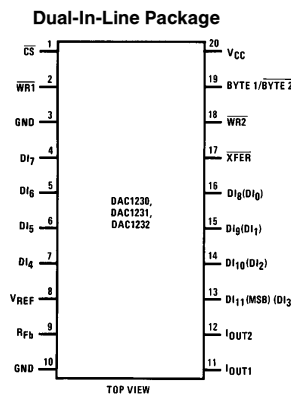 Dual-In-Line Package
CS 1
WR1 2
GND 3
DI7 4
DI6 5
DI5 6
DI4 7
VREF 8
RFb 9
GND 10
DAC1230,
DAC1231,
DAC1232
20 VCC
19 BYTE 1/BYTE 2
18 WR2
17 XFER
16 DI8(DI0)
15 DI9(DI1)
14 DI10(DI2)
13 DI11(MSB) (DI3
12 IOUT2
11 IOUT1
TOP VIEW